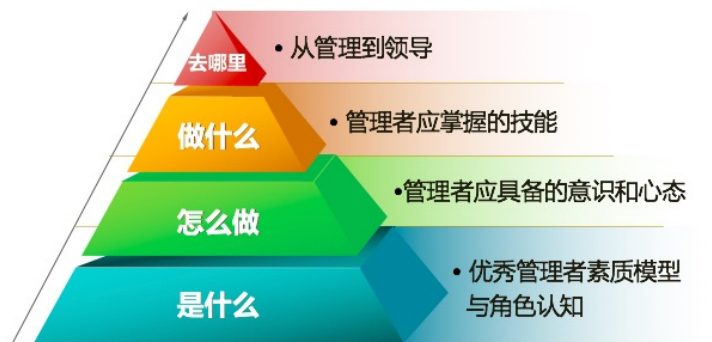 去哪里
• 从管理到领导
做什么
• 管理者应掌握的技能
怎么做
•管理者应具备的意识和心态
是什么
• 优秀管理者素质模型
与角色认知